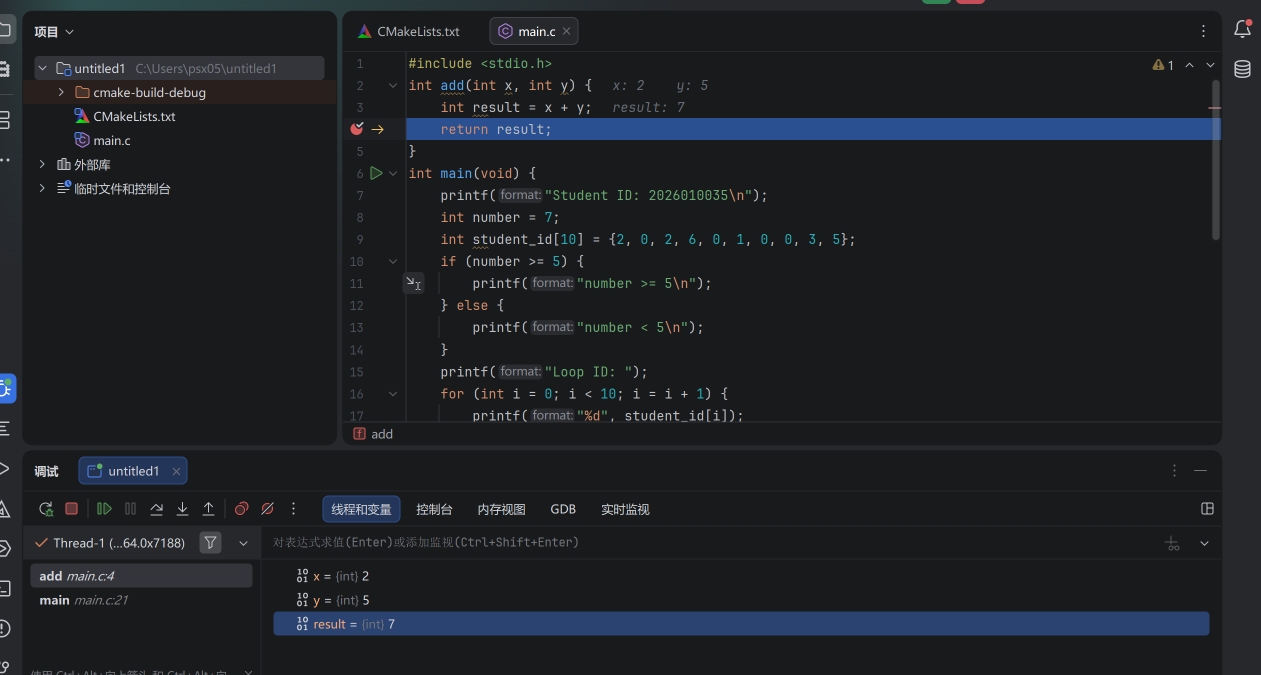 项目
untitled1 C:\Users\psx05\untitled1
cmake-build-debug
CMakeLists.txt
main.c
外部库
临时文件和控制台
CMakeLists.txt
main.c
1 #include <stdio.h>
1
2 int add(int x, int y) { x: 2 y: 5
3 int result = x + y; result: 7
return result;
5 }
6 int main(void) {
7 printf(format: "Student ID: 2026010035\n");
8 int number = 7;
9 int student_id[10] = {2, 0, 2, 6, 0, 1, 0, 0, 3, 5};
10 if (number >= 5) {
11 printf(format: "number >= 5\n");
12 } else {
13 printf(format: "number < 5\n");
14 }
15 printf(format: "Loop ID: ");
16 for (int i = 0; i < 10; i = i + 1) {
17 printf(format: "%d", student_id[i]);
f add
调试
untitled1
线程和变量 控制台 内存视图 GDB 实时监视
Thread-1 (...64.0x7188)
对表达式求值(Enter)或添加监视(Ctrl+Shift+Enter)
add main.c:4
main main.c:21
x = {int} 2
y = {int} 5
result = {int} 7